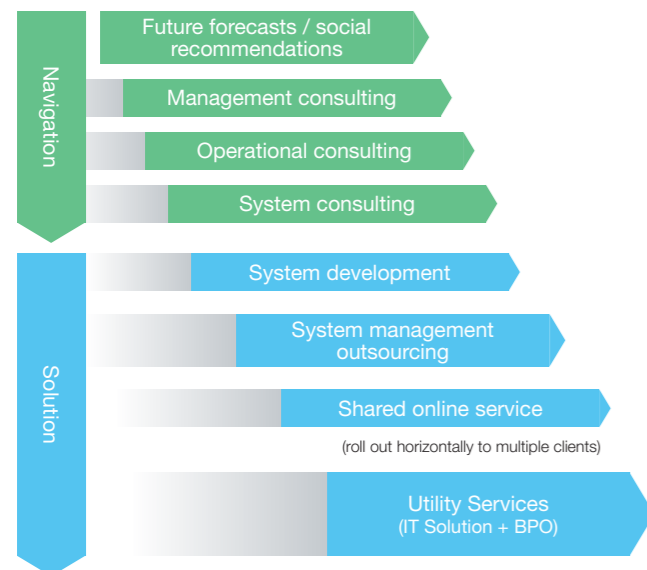 Navigation
Future forecasts / social
recommendations
Management consulting
Operational consulting
System consulting
Solution
System development
System management
outsourcing
Shared online service
(roll out horizontally to multiple clients)
Utility Services
(IT Solution + BPO)